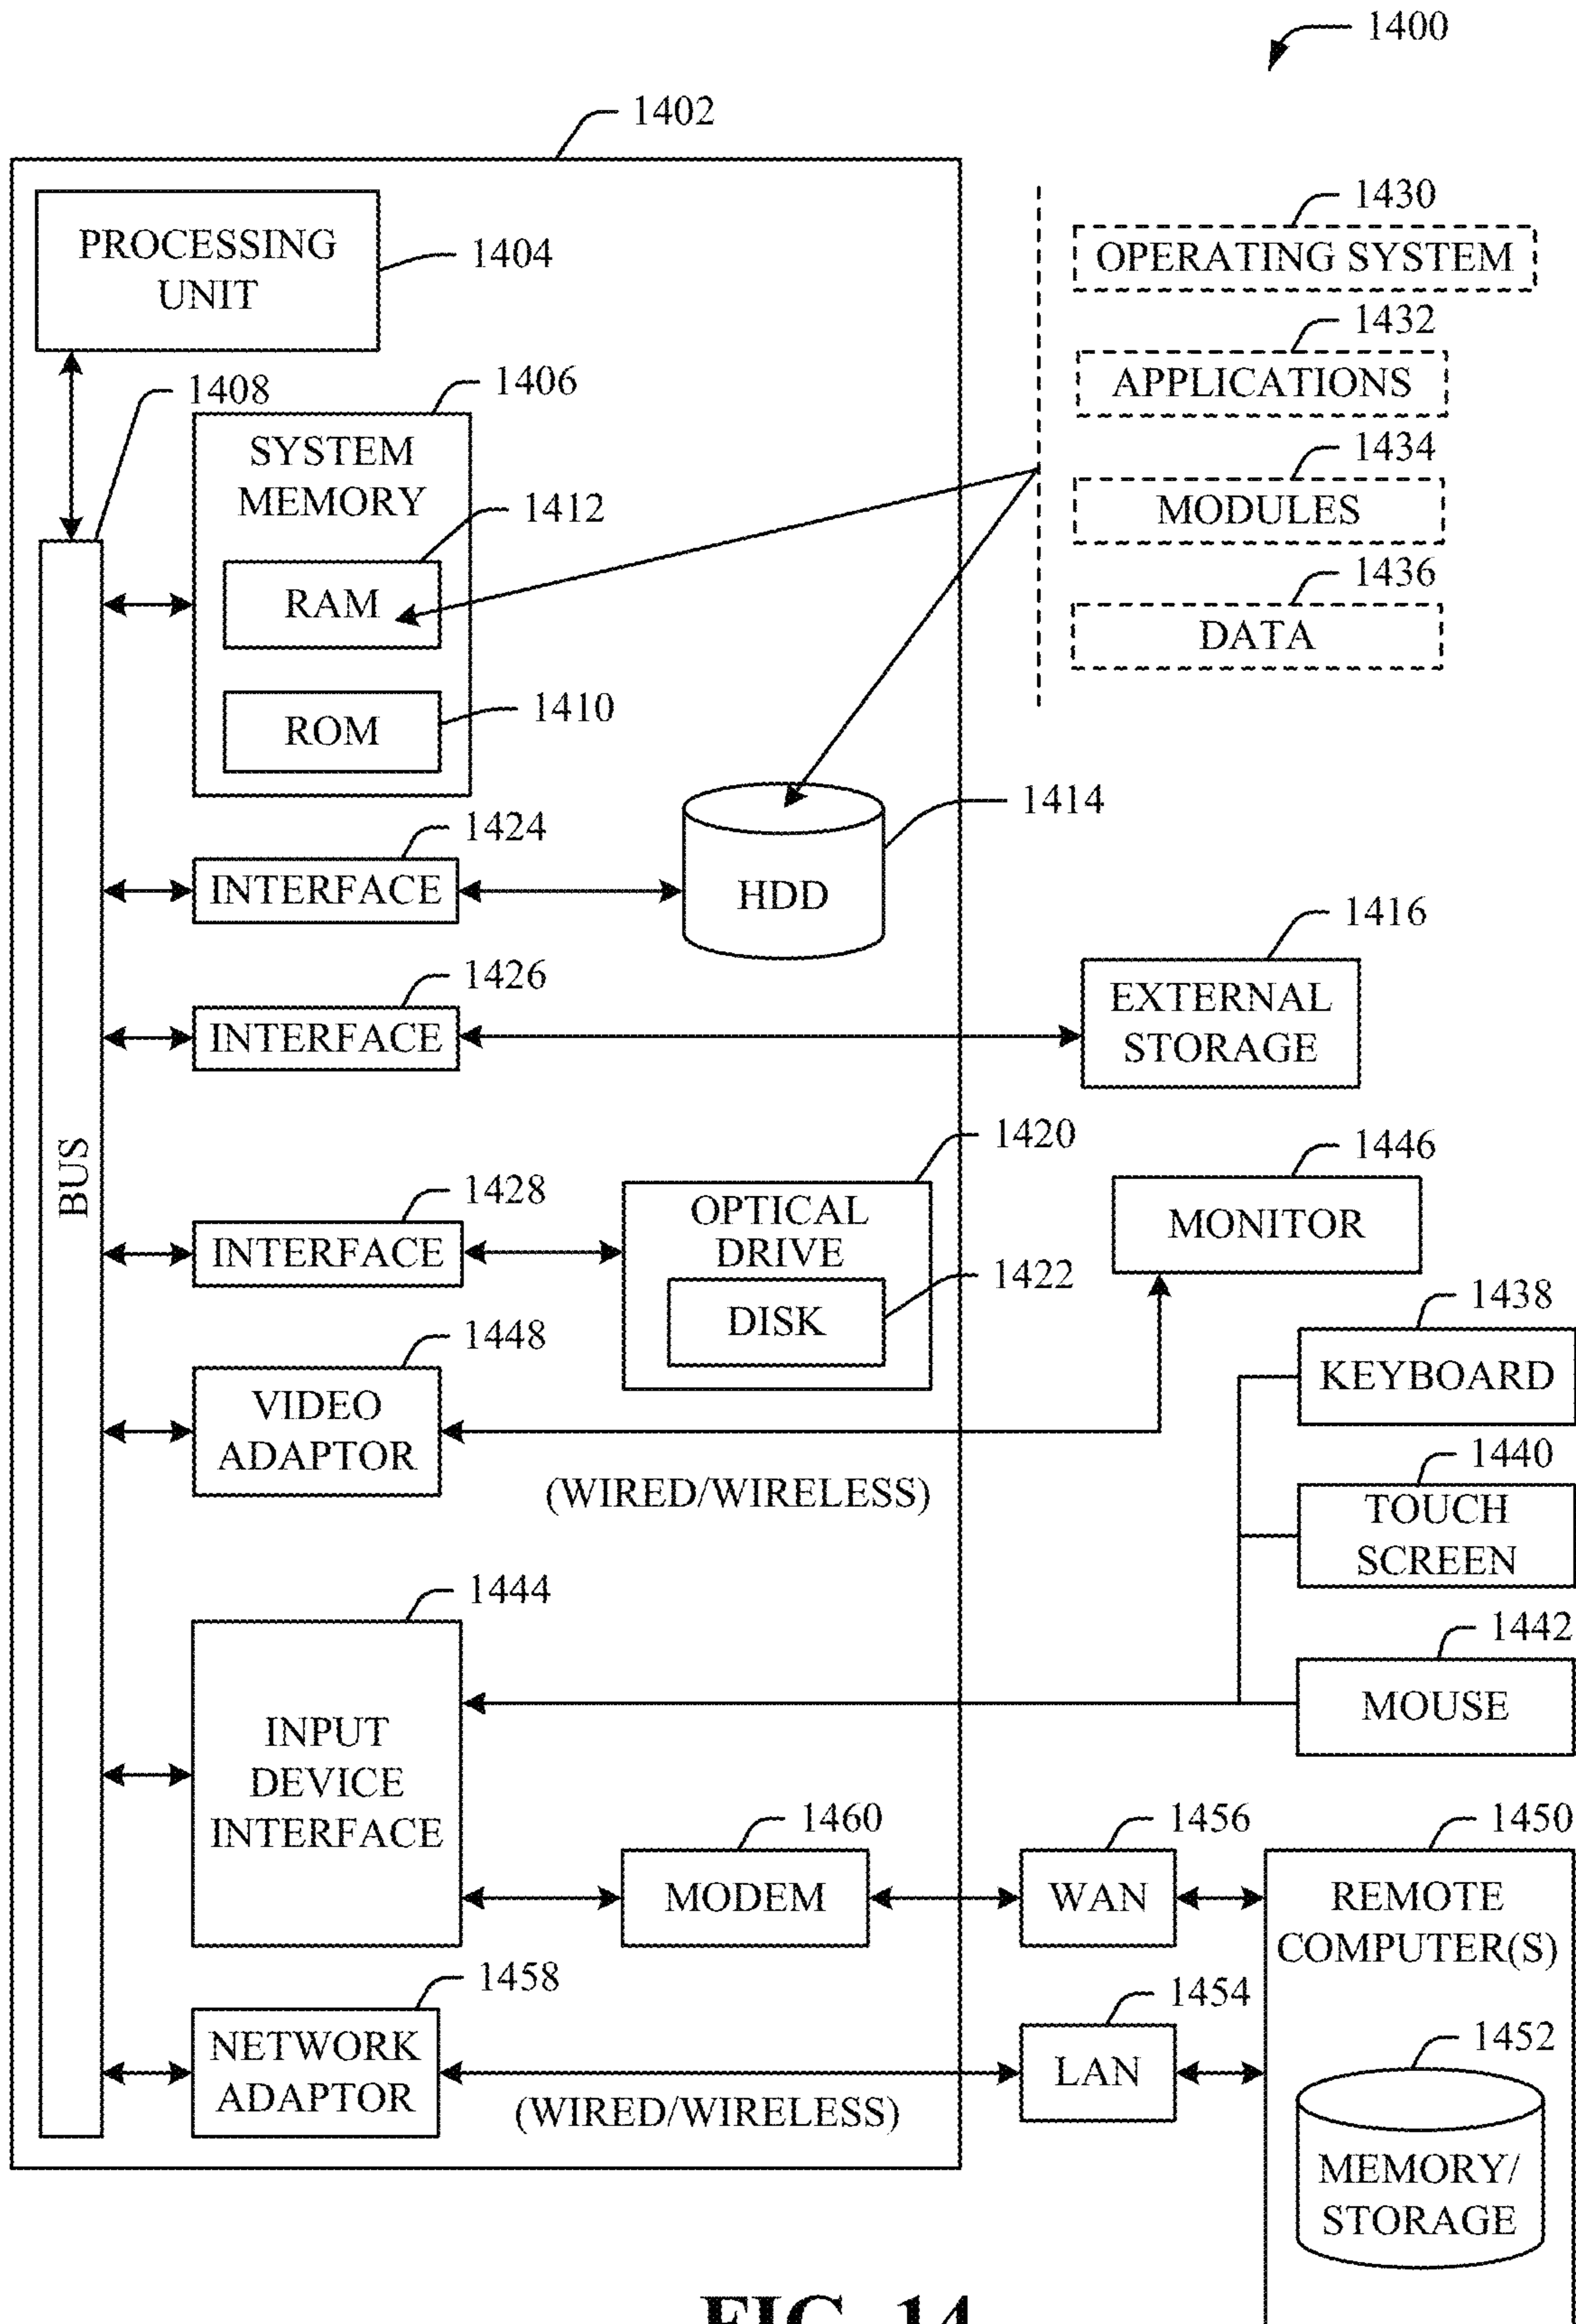 1400
1402
PROCESSING
UNIT
1404
1430
OPERATING SYSTEM
1432
APPLICATIONS
1434
MODULES
1436
DATA
1408
1406
SYSTEM
MEMORY
1412
RAM
1410
ROM
1424
INTERFACE
1414
HDD
1426
INTERFACE
1416
EXTERNAL
STORAGE
BUS
1428
INTERFACE
1420
OPTICAL
DRIVE
1422
DISK
1446
MONITOR
1448
VIDEO
ADAPTOR
(WIRED/WIRELESS)
1438
KEYBOARD
1440
TOUCH
SCREEN
1442
MOUSE
1444
INPUT
DEVICE
INTERFACE
1460
MODEM
1456
WAN
1450
REMOTE
COMPUTER(S)
1458
NETWORK
ADAPTOR
(WIRED/WIRELESS)
1454
LAN
1452
MEMORY/
STORAGE
FIG. 14